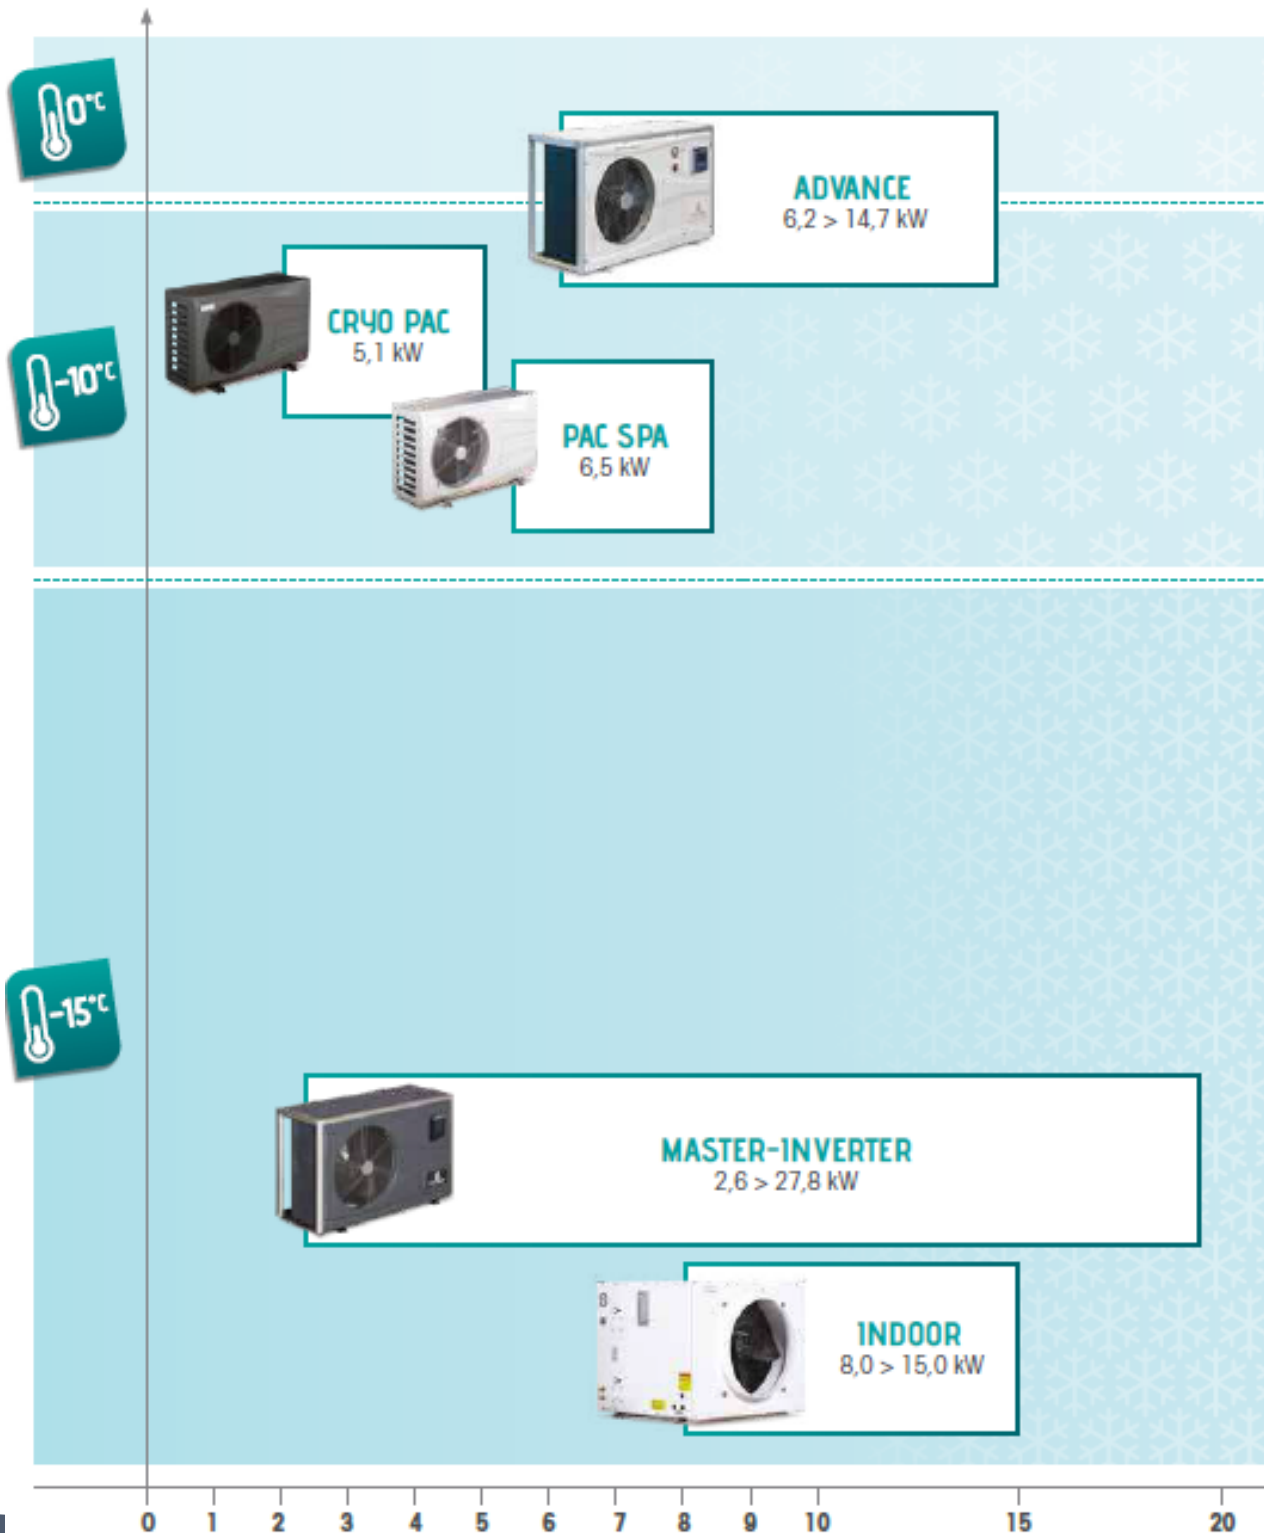 0°C
ADVANCE
6,2 > 14,7 kW
CRYO PAC
5,1 kW
-10°C
PAC SPA
6,5 kW
-15°C
MASTER-INVERTER
2,6 > 27,8 kW
INDOOR
8,0 > 15,0 kW
0 1 2 3 4 5 6 7 8 9 10 15 20